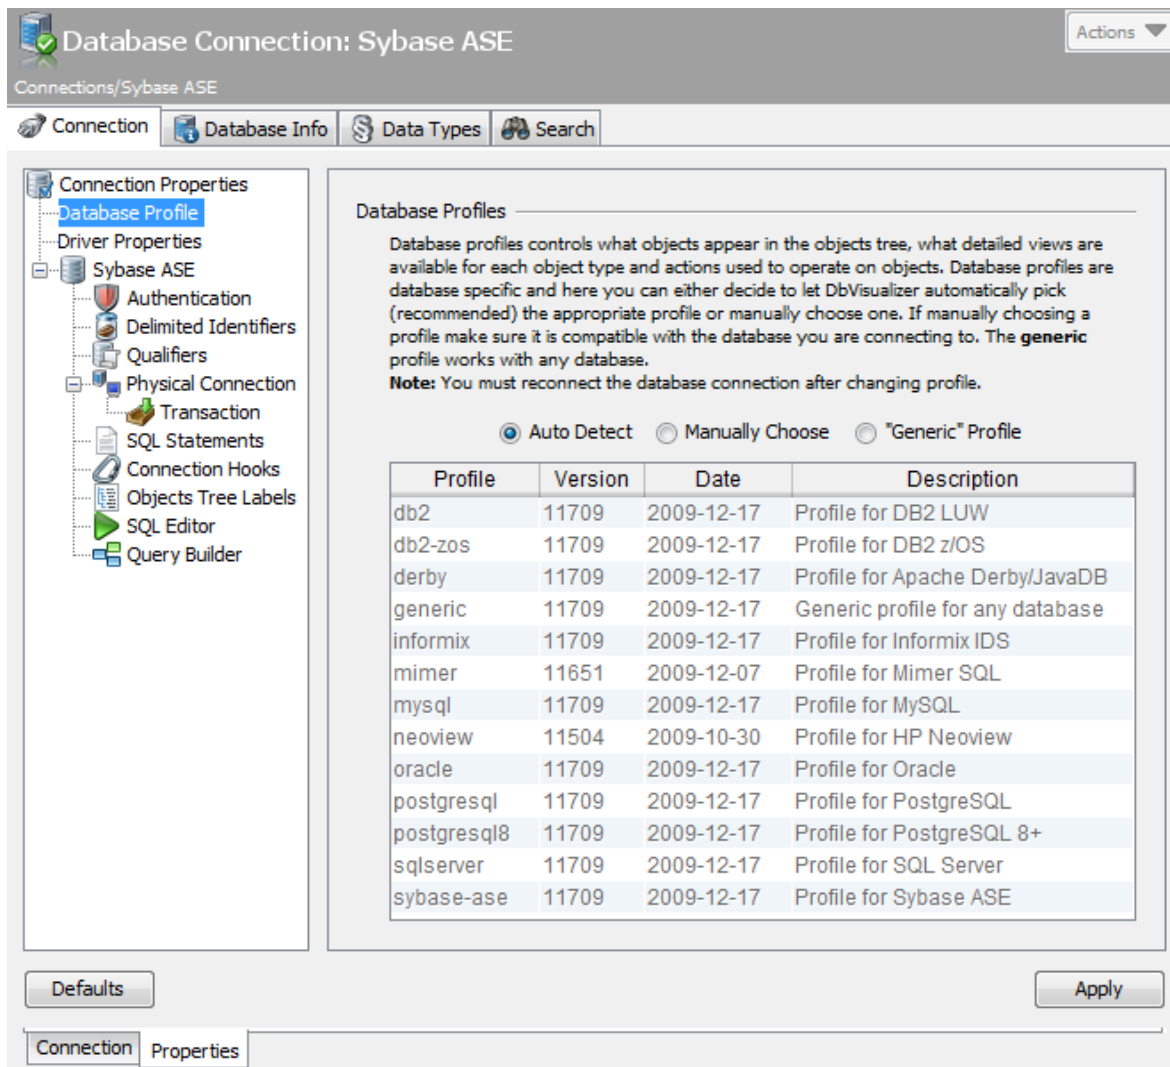 Database Connection: Sybase ASE
Actions
Connections/Sybase ASE
Connection
Database Info
Data Types
Search
Connection Properties
Database Profile
Driver Properties
Sybase ASE
Authentication
Delimited Identifiers
Qualifiers
Physical Connection
Transaction
SQL Statements
Connection Hooks
Objects Tree Labels
SQL Editor
Query Builder
Database Profiles
Database profiles controls what objects appear in the objects tree, what detailed views are
available for each object type and actions used to operate on objects. Database profiles are
database specific and here you can either decide to let DbVisualizer automatically pick
(recommended) the appropriate profile or manually choose one. If manually choosing a
profile make sure it is compatible with the database you are connecting to. The generic
profile works with any database.
Note: You must reconnect the database connection after changing profile.
Auto Detect Manually Choose "Generic" Profile
Profile Version Date Description
db2 11709 2009-12-17 Profile for DB2 LUW
db2-zos 11709 2009-12-17 Profile for DB2 z/OS
derby 11709 2009-12-17 Profile for Apache Derby/JavaDB
generic 11709 2009-12-17 Generic profile for any database
informix 11709 2009-12-17 Profile for Informix IDS
mimer 11651 2009-12-07 Profile for Mimer SQL
mysql 11709 2009-12-17 Profile for MySQL
neoview 11504 2009-10-30 Profile for HP Neoview
oracle 11709 2009-12-17 Profile for Oracle
postgresql 11709 2009-12-17 Profile for PostgreSQL
postgresql8 11709 2009-12-17 Profile for PostgreSQL 8+
sqlserver 11709 2009-12-17 Profile for SQL Server
sybase-ase 11709 2009-12-17 Profile for Sybase ASE
Defaults
Apply
Connection
Properties